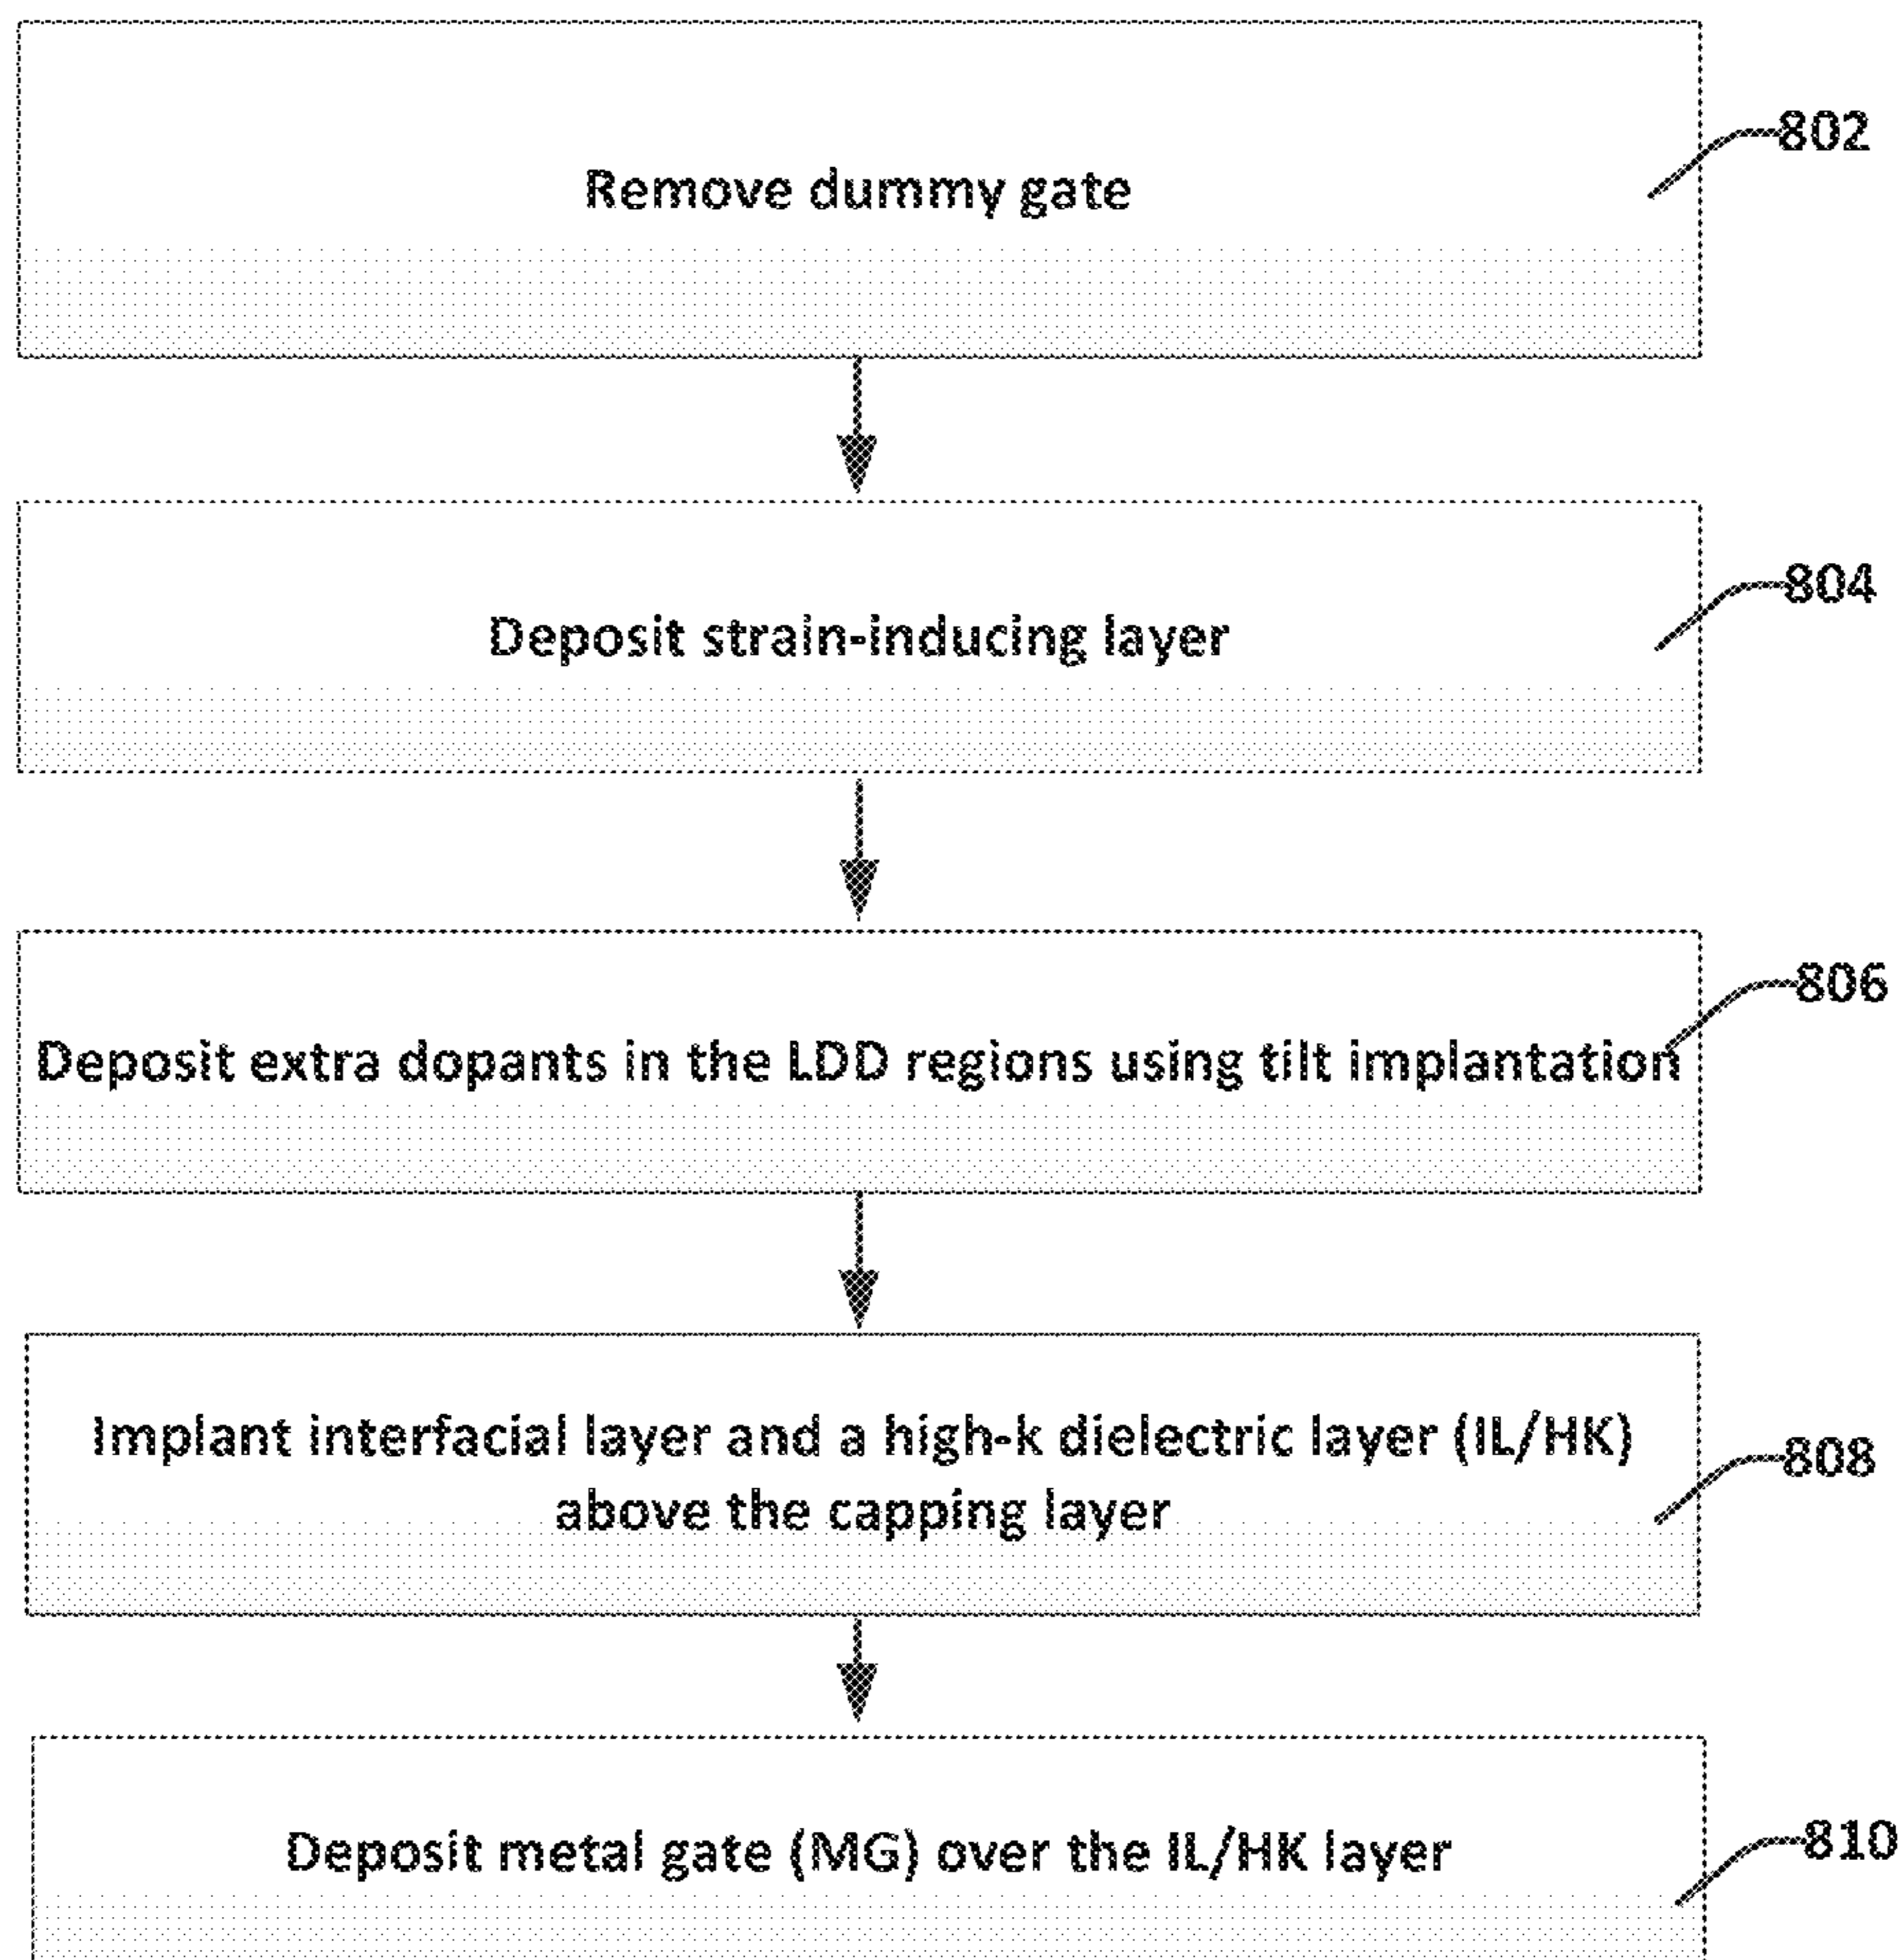 Remove dummy gate
802
Deposit strain-inducing layer
804
Deposit extra dopants in the LDD regions using tilt implantation
806
Implant interfacial layer and a high-k dielectric layer (IL/HK)
above the capping layer
808
Deposit metal gate (MG) over the IL/HK layer
810